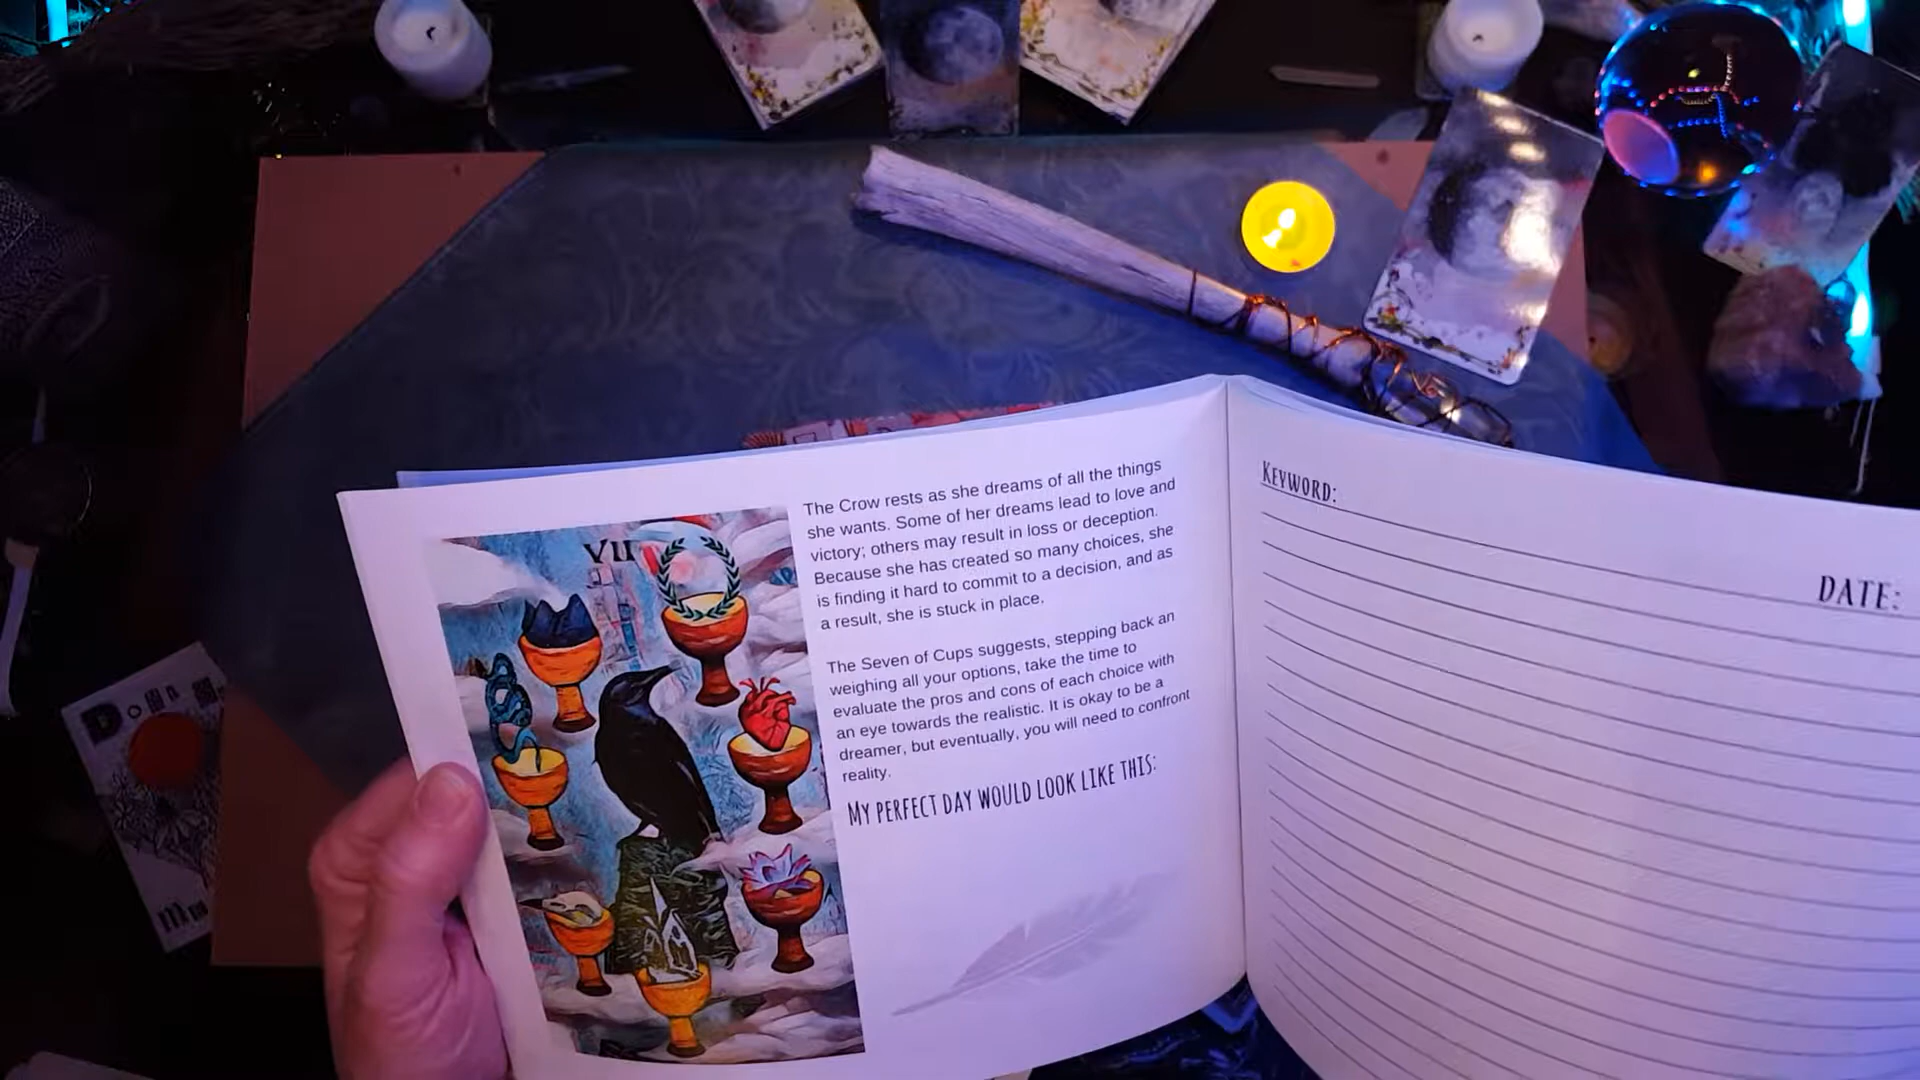 VII
The Crow rests as she dreams of all the things
she wants. Some of her dreams lead to love and
victory; others may result in loss or deception.
Because she has created so many choices, she
is finding it hard to commit to a decision, and as
a result, she is stuck in place.
The Seven of Cups suggests, stepping back an
weighing all your options, take the time to
evaluate the pros and cons of each choice with
an eye towards the realistic. It is okay to be a
dreamer, but eventually, you will need to confront
reality.
MY PERFECT DAY WOULD LOOK LIKE THIS:
KEYWORD:
DATE: